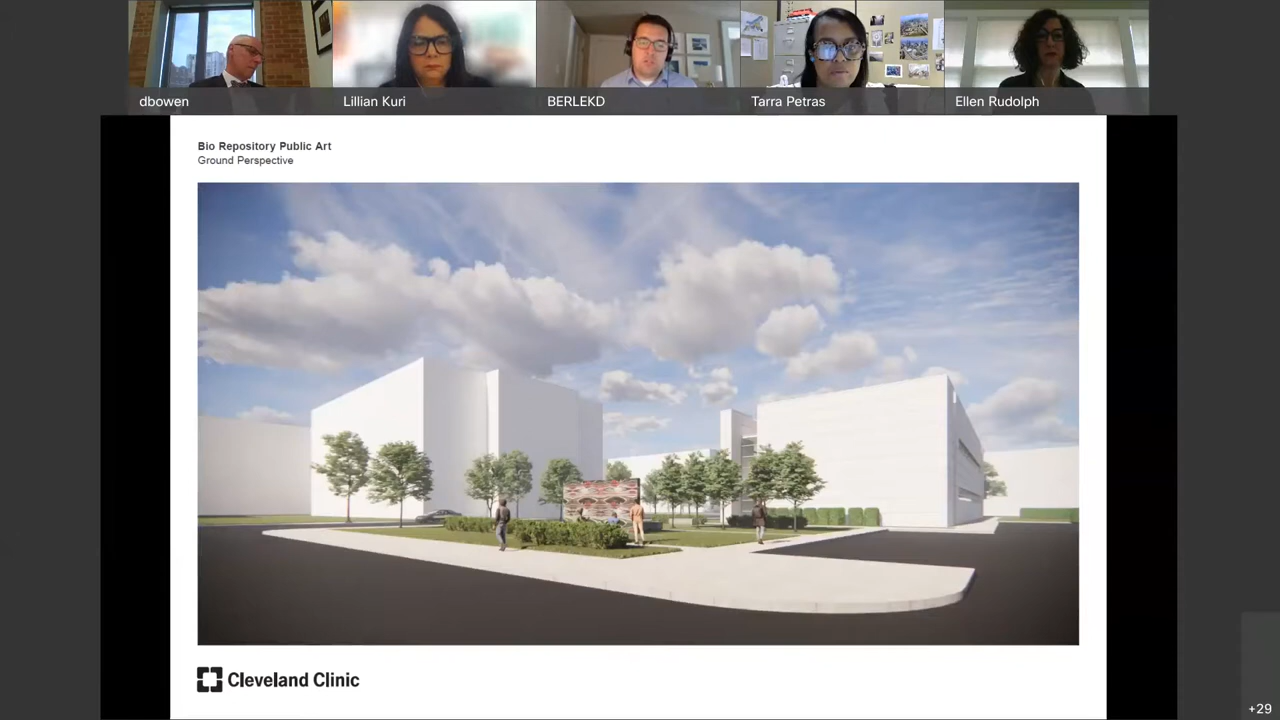 dbowen
Lillian Kuri
BERLEKD
Tarra Petras
Ellen Rudolph
Bio Repository Public Art
Ground Perspective
Cleveland Clinic
+29